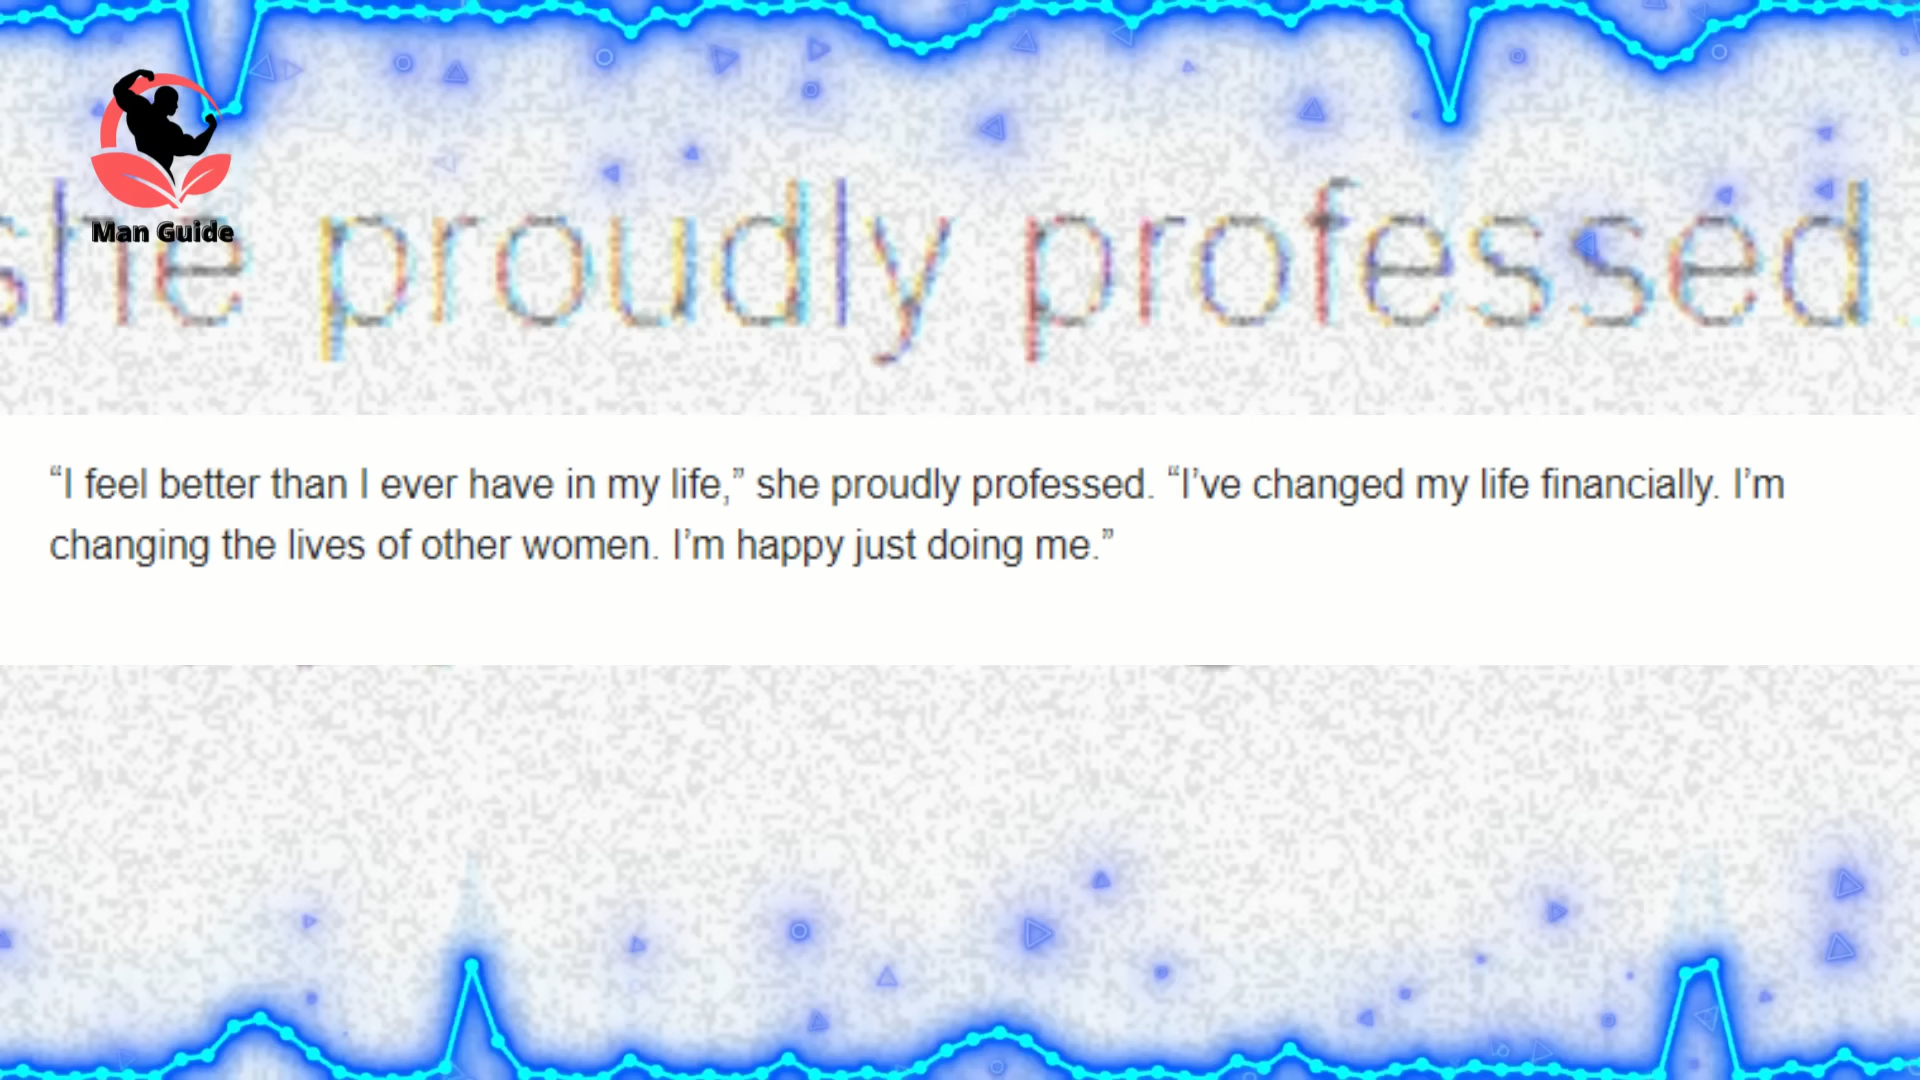 Man Guide
she proudly professed.
“I feel better than I ever have in my life,” she proudly professed. “I’ve changed my life financially. I’m
changing the lives of other women. I’m happy just doing me.”